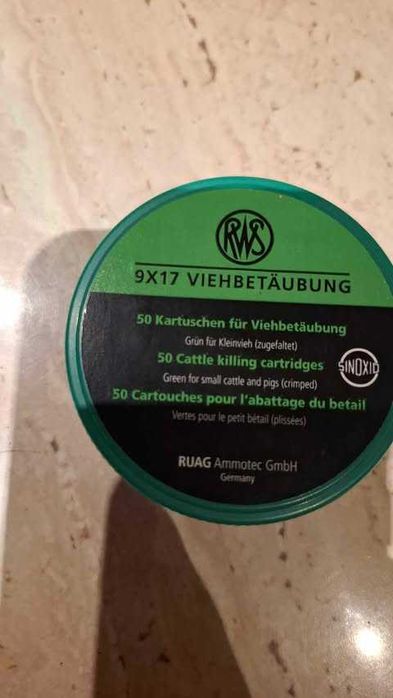 RWS
9X17 VIEHBETÄUBUNG
50 Kartuschen für Viehbetäubung
Grün für Kleinvieh (zugefaltet)
50 Cattle killing cartridges
SINOXID
Green for small cattle and pigs (crimped)
50 Cartouches pour l'abattage du betail
Vertes pour le petit bétail (plissées)
RUAG Ammotec GmbH
Germany